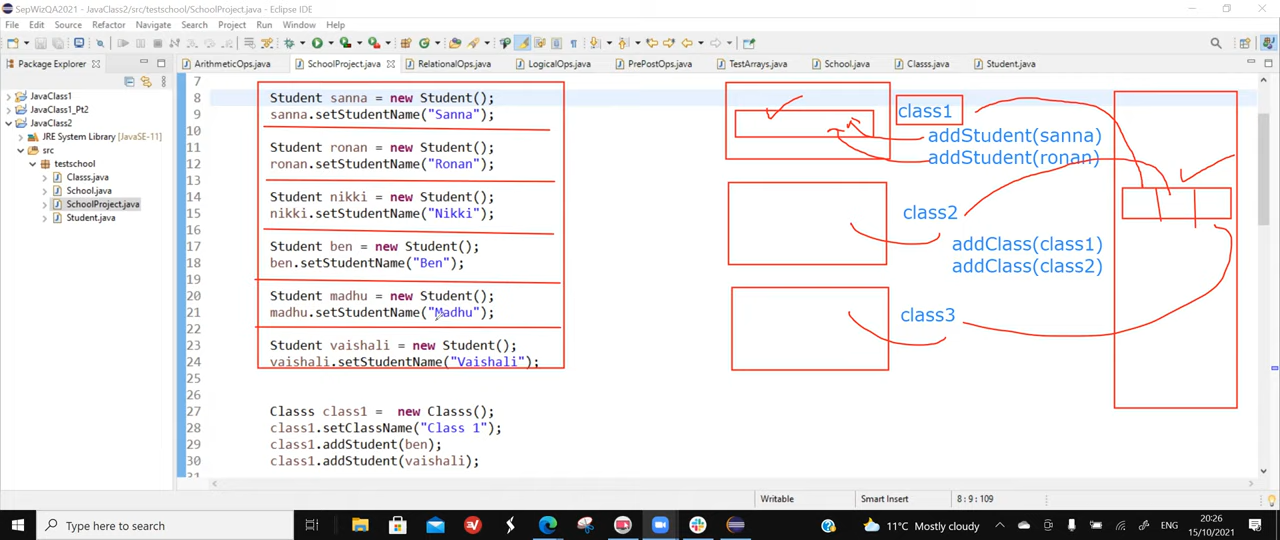 SepWizQA2021 - JavaClass2/src/testschool/SchoolProject.java - Eclipse IDE
File Edit Source Refactor Navigate Search Project Run Window Help
Package Explorer
ArithmeticOps.java SchoolProject.java RelationalOps.java LogicalOps.java PrePostOps.java TestArrays.java School.java Classs.java Student.java
JavaClass1
JavaClass1_Pt2
JavaClass2
JRE System Library [JavaSE-11]
src
testschool
Classs.java
School.java
SchoolProject.java
Student.java
7
8 Student sanna = new Student();
9 sanna.setStudentName("Sanna");
10
11 Student ronan = new Student();
12 ronan.setStudentName("Ronan");
13
14 Student nikki = new Student();
15 nikki.setStudentName("Nikki");
16
17 Student ben = new Student();
18 ben.setStudentName("Ben");
19
20 Student madhu = new Student();
21 madhu.setStudentName("Madhu");
22
23 Student vaishali = new Student();
24 vaishali.setStudentName("Vaishali");
25
26
27 Classs class1 = new Classs();
28 class1.setClassName("Class 1");
29 class1.addStudent(ben);
30 class1.addStudent(vaishali);
31
class1
addStudent(sanna)
addStudent(ronan)
class2
addClass(class1)
addClass(class2)
class3
Writable Smart Insert 8 : 9 : 109
Type here to search
11°C Mostly cloudy
ENG
20:26
15/10/2021